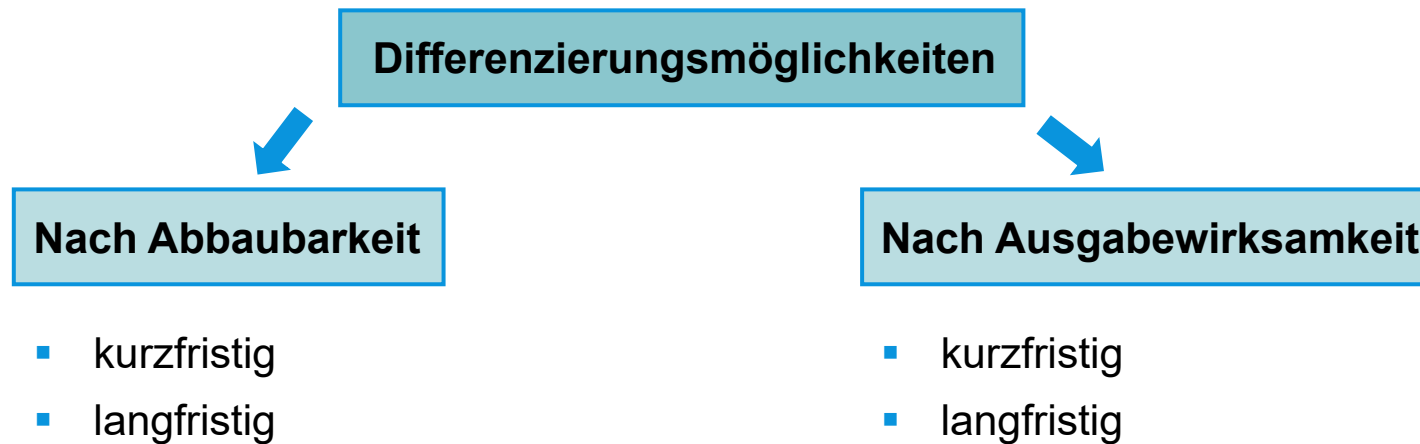 Differenzierungsmöglichkeiten
Nach Abbaubarkeit
kurzfristig
langfristig
Nach Ausgabewirksamkeit
kurzfristig
langfristig